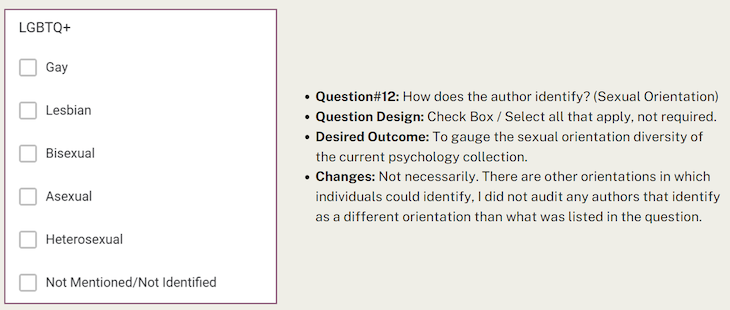 LGBTQ+
Gay
Lesbian
Bisexual
Asexual
Heterosexual
Not Mentioned/Not Identified
• Question#12: How does the author identify? (Sexual Orientation)
• Question Design: Check Box / Select all that apply, not required.
• Desired Outcome: To gauge the sexual orientation diversity of
the current psychology collection.
• Changes: Not necessarily. There are other orientations in which
individuals could identify, I did not audit any authors that identify
as a different orientation than what was listed in the question.